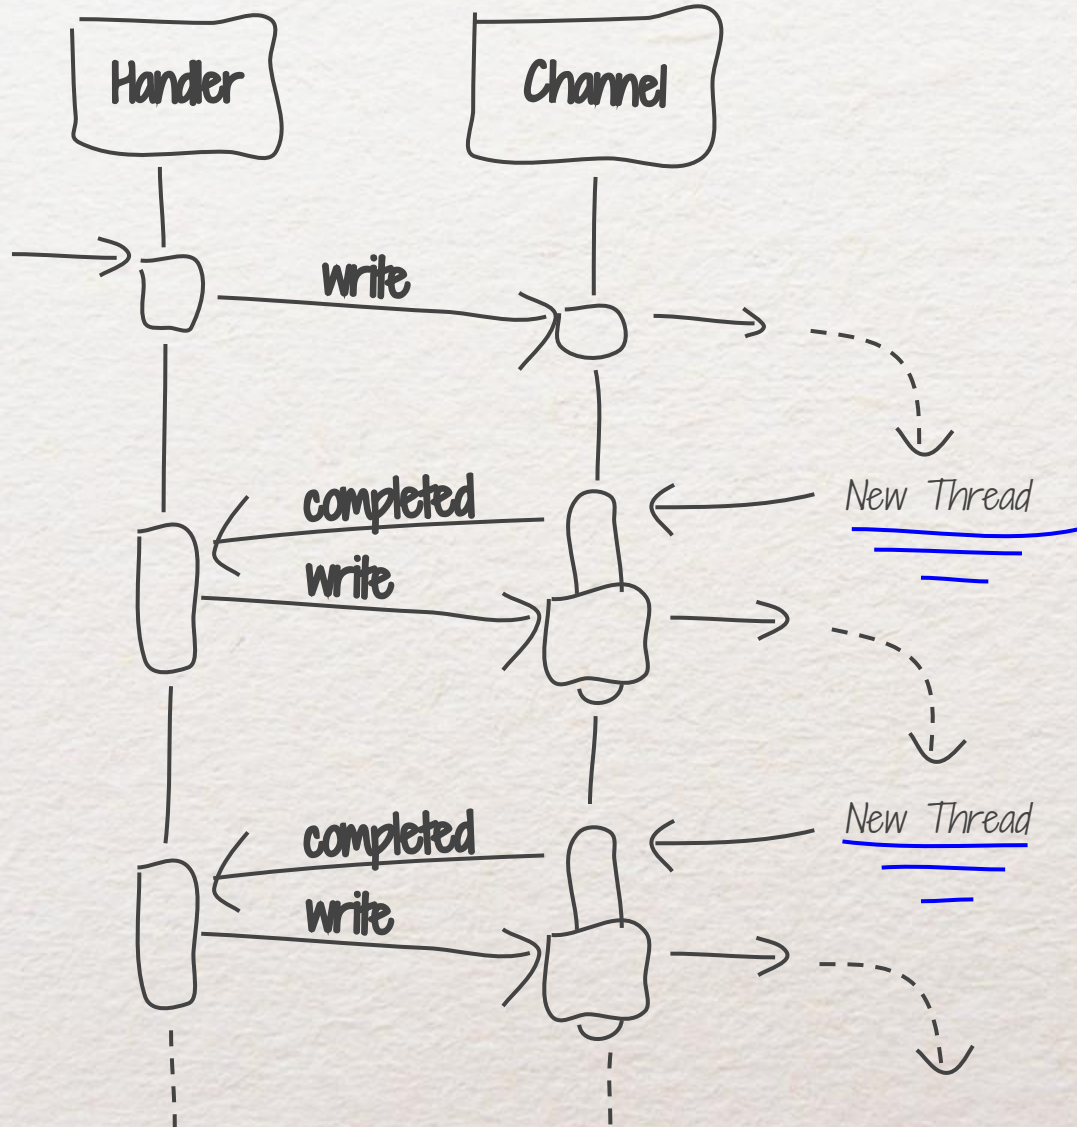 Handler
Channel
write
completed
New Thread
write
completed
New Thread
write